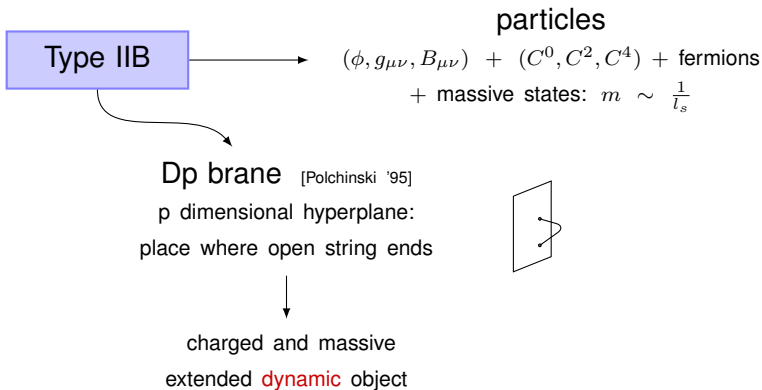 particles
Type IIB
(ϕ, g_{μν}, B_{μν}) + (C^0, C^2, C^4) + fermions
+ massive states: m ∼ 1/l_s
Dp brane [Polchinski '95]
p dimensional hyperplane:
place where open string ends
charged and massive
extended dynamic object